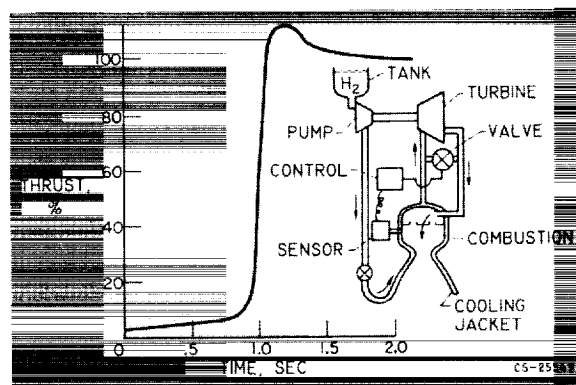 100
80
60
40
20
THRUST,
%
0 .5 1.0 1.5 2.0
TIME, SEC
TANK
H2
TURBINE
PUMP
VALVE
CONTROL
SENSOR
COMBUSTION
COOLING
JACKET